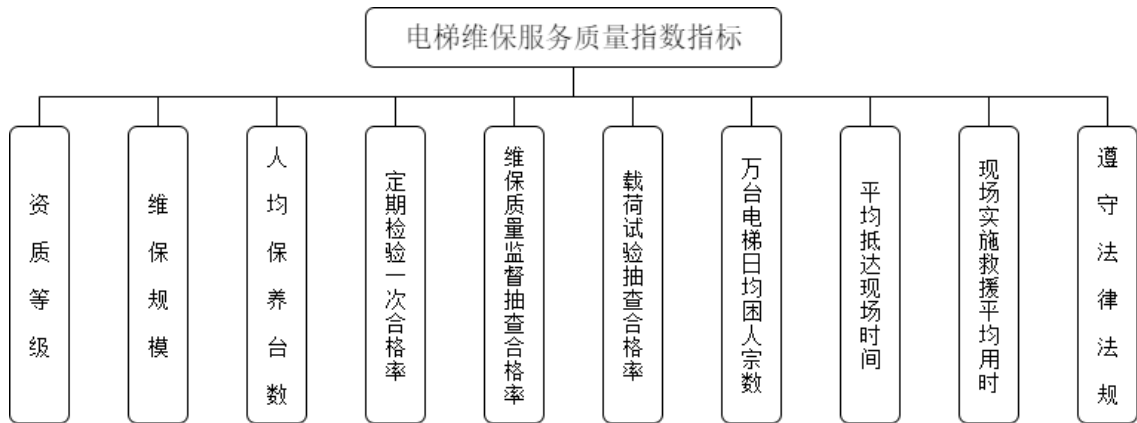 电梯维保服务质量指数指标
资质等级
维保规模
人均保养台数
定期检验一次合格率
维保质量监督抽查合格率
载荷试验抽查合格率
万台电梯日均困人宗数
平均抵达现场时间
现场实施救援平均用时
遵守法律法规